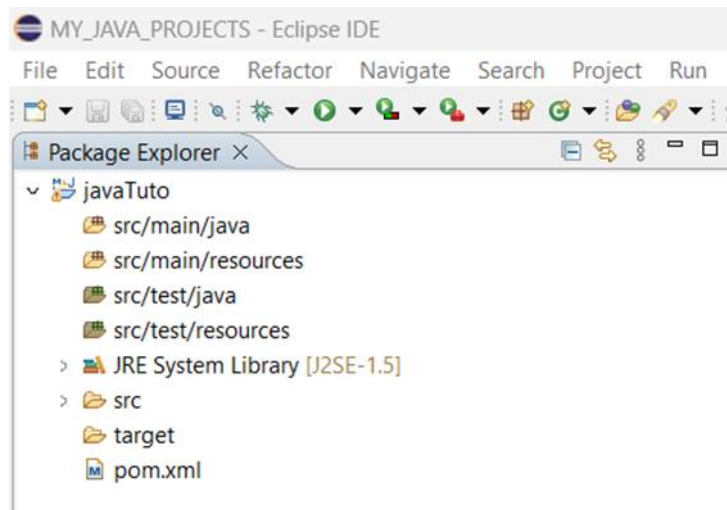 MY_JAVA_PROJECTS - Eclipse IDE
File Edit Source Refactor Navigate Search Project Run
Package Explorer
javaTuto
src/main/java
src/main/resources
src/test/java
src/test/resources
JRE System Library [J2SE-1.5]
src
target
pom.xml